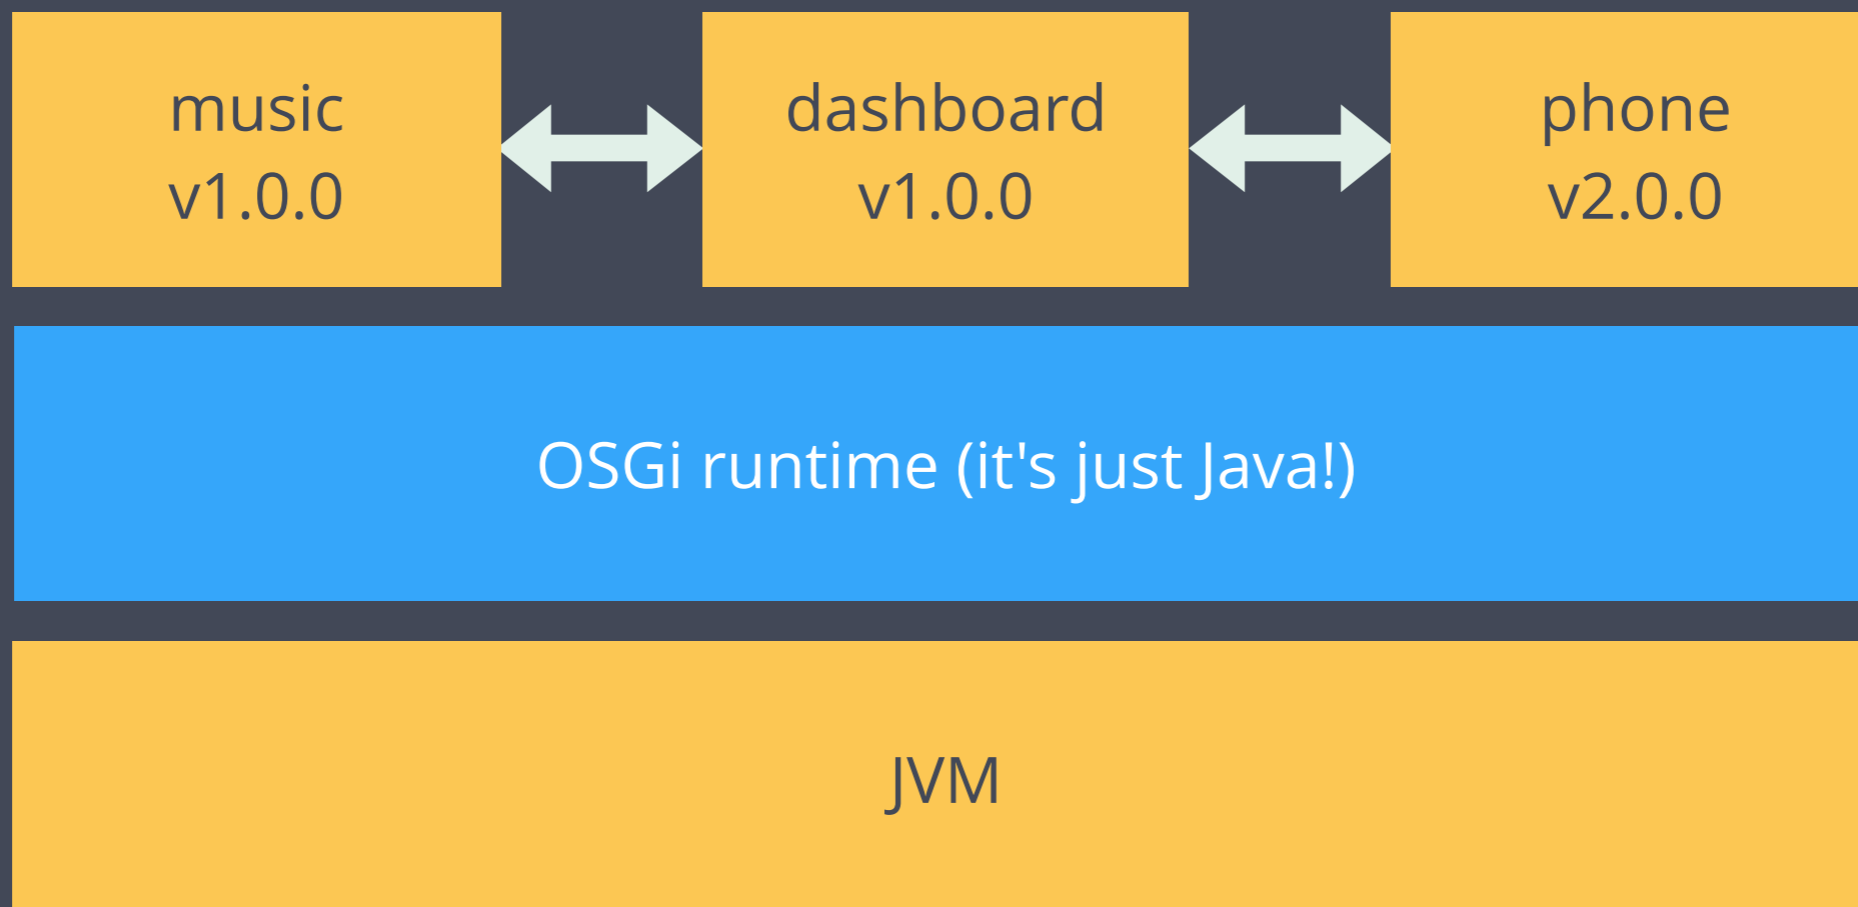 music
v1.0.0
dashboard
v1.0.0
phone
v2.0.0
OSGi runtime (it's just Java!)
JVM